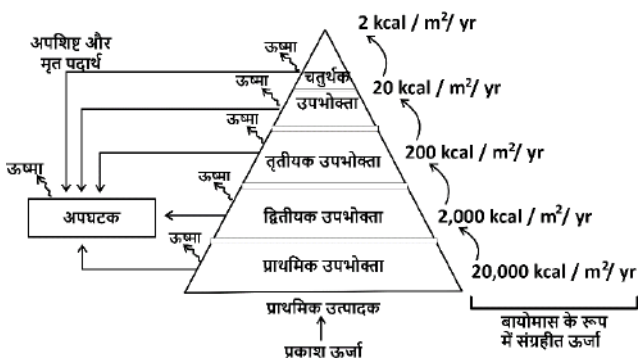 2 kcal / m²/ yr
अपशिष्ट और
मृत पदार्थ
ऊष्मा
चतुर्थक
उपभोक्ता
ऊष्मा
20 kcal / m²/ yr
ऊष्मा
तृतीयक उपभोक्ता
200 kcal / m²/ yr
ऊष्मा
अपघटक
ऊष्मा
द्वितीयक उपभोक्ता
2,000 kcal / m²/ yr
ऊष्मा
प्राथमिक उपभोक्ता
20,000 kcal / m²/ yr
प्राथमिक उत्पादक
प्रकाश ऊर्जा
बायोमास के रूप
में संग्रहीत ऊर्जा